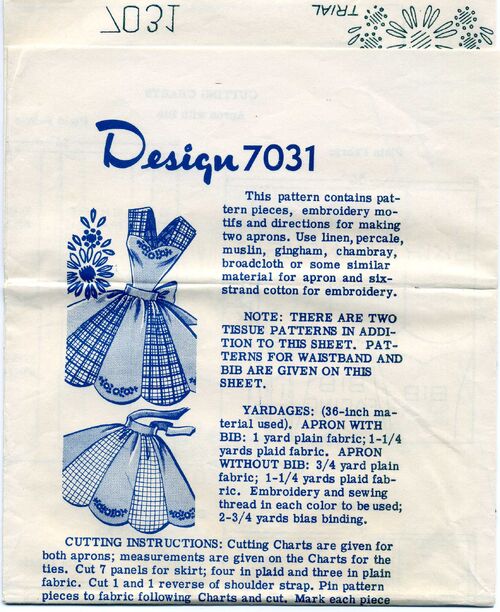 7031
TRIAL
CUTTING CHARTS
Design 7031
This pattern contains pat-
tern pieces, embroidery mo-
tifs and directions for making
two aprons. Use linen, percale,
muslin, gingham, chambray,
broadcloth or some similar
material for apron and six-
strand cotton for embroidery.
NOTE: THERE ARE TWO
TISSUE PATTERNS IN ADDI-
TION TO THIS SHEET. PAT-
TERNS FOR WAISTBAND AND
BIB ARE GIVEN ON THIS
SHEET.
YARDAGES: (36-inch ma-
terial used). APRON WITH
BIB: 1 yard plain fabric; 1-1/4
yards plaid fabric. APRON
WITHOUT BIB: 3/4 yard plain
fabric; 1-1/4 yards plaid fab-
ric. Embroidery and sewing
thread in each color to be used;
2-3/4 yards bias binding.
CUTTING INSTRUCTIONS: Cutting Charts are given for
both aprons; measurements are given on the Charts for the
ties. Cut 7 panels for skirt; four in plaid and three in plain
fabric. Cut 1 and 1 reverse of shoulder strap. Pin pattern
pieces to fabric following Charts and cut. Mark each piece